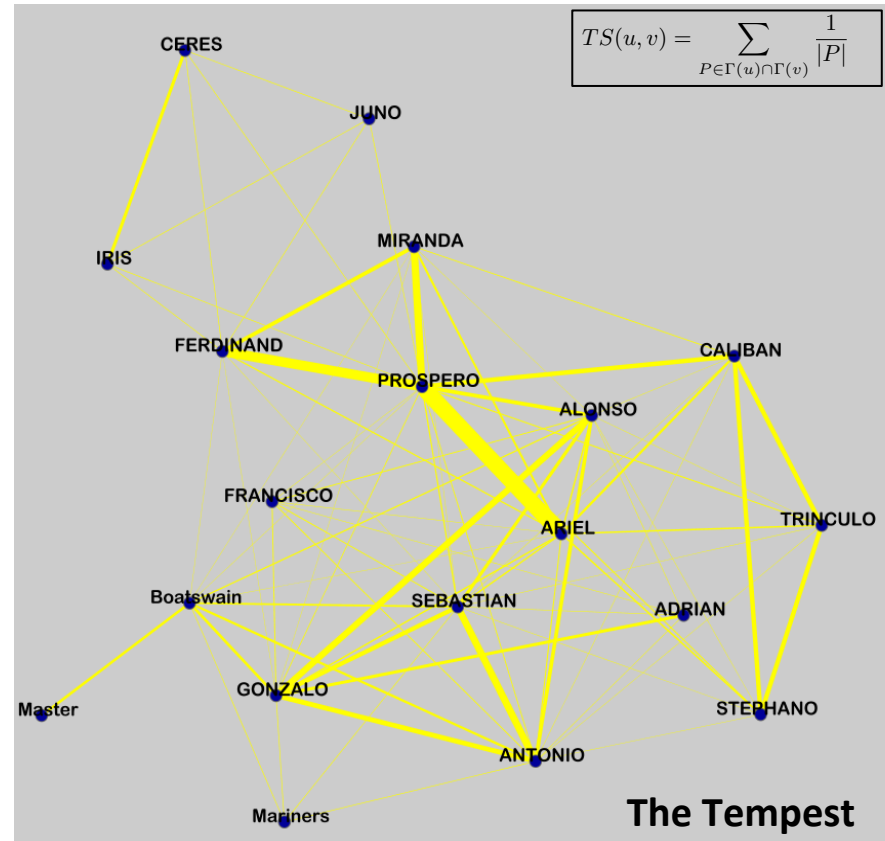 TS(u, v) = ∑_{P∈Γ(u)∩Γ(v)} 1/|P|
CERES
JUNO
MIRANDA
IRIS
FERDINAND
CALIBAN
PROSPERO
ALONSO
FRANCISCO
ARIEL
TRINCULO
Boatswain
SEBASTIAN
ADRIAN
GONZALO
Master
STEPHANO
ANTONIO
Mariners
The Tempest